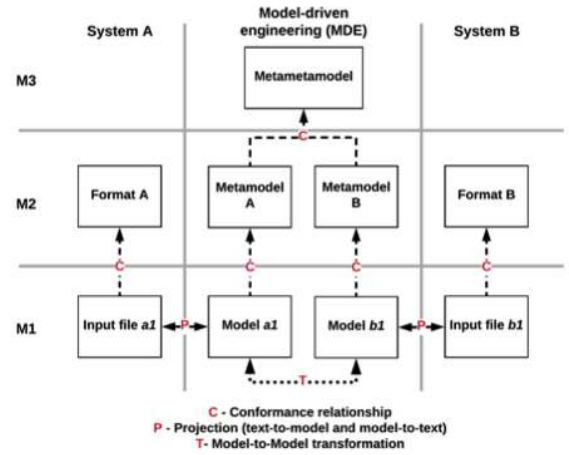 System A
Model-driven
engineering (MDE)
System B
M3
Metametamodel
C
M2
Format A
Metamodel
A
Metamodel
B
Format B
C
C
C
C
M1
Input file a1
P
Model a1
Model b1
P
Input file b1
T
C - Conformance relationship
P - Projection (text-to-model and model-to-text)
T- Model-to-Model transformation